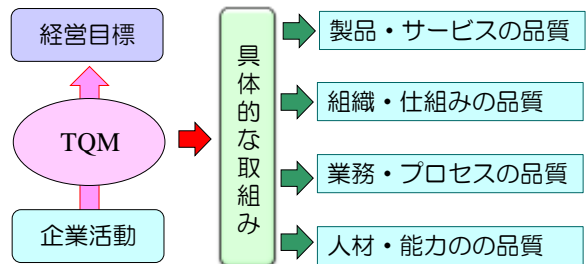 経営目標
TQM
企業活動
具体的な取組み
製品・サービスの品質
組織・仕組みの品質
業務・プロセスの品質
人材・能力のの品質